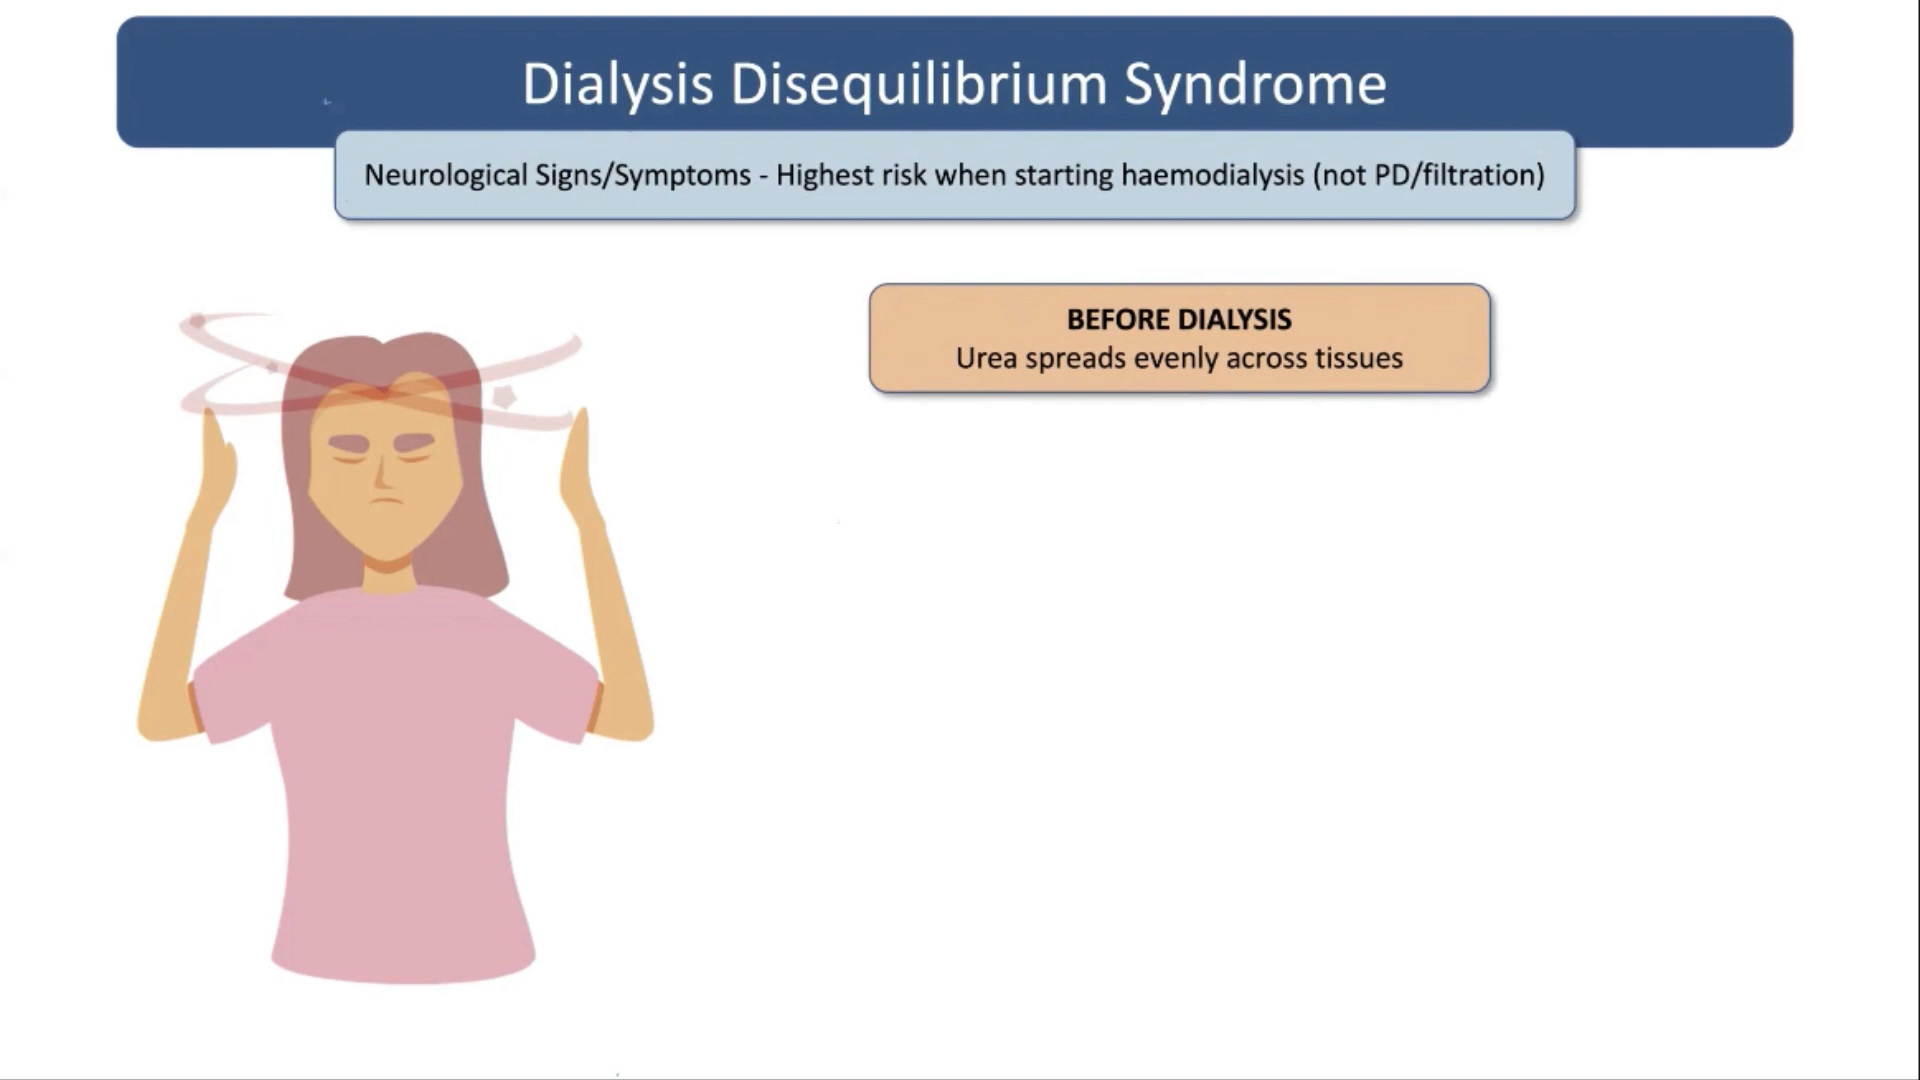 Dialysis Disequilibrium Syndrome
Neurological Signs/Symptoms - Highest risk when starting haemodialysis (not PD/filtration)
BEFORE DIALYSIS
Urea spreads evenly across tissues